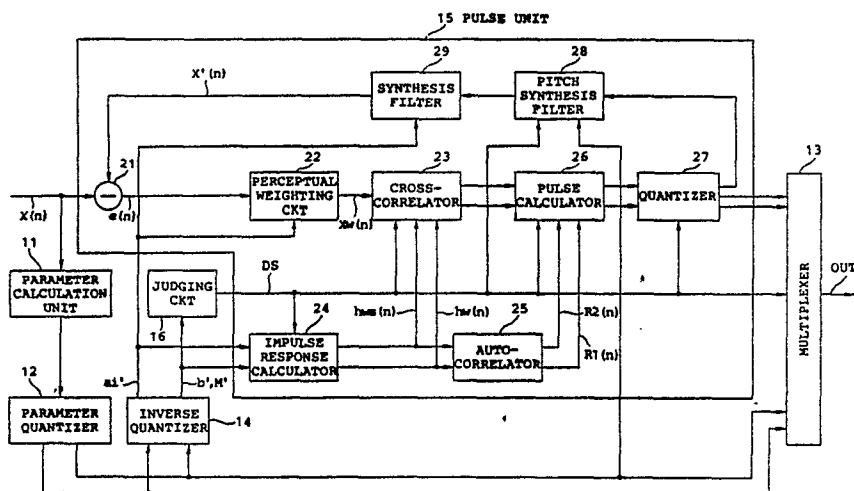 15 PULSE UNIT
29
28
X'(n)
SYNTHESIS
FILTER
PITCH
SYNTHESIS
FILTER
21
22
23
26
27
13
X(n)
e(n)
PERCEPTUAL
WEIGHTING
CKT
Xw(n)
CROSS-
CORRELATOR
PULSE
CALCULATOR
QUANTIZER
11
PARAMETER
CALCULATION
UNIT
JUDGING
CKT
16
DS
OUT
MULTIPLEXER
24
IMPULSE
RESPONSE
CALCULATOR
hws(n)
hw(n)
25
AUTO-
CORRELATOR
R2(n)
R1(n)
12
PARAMETER
QUANTIZER
ai'
b',M'
INVERSE
QUANTIZER
14